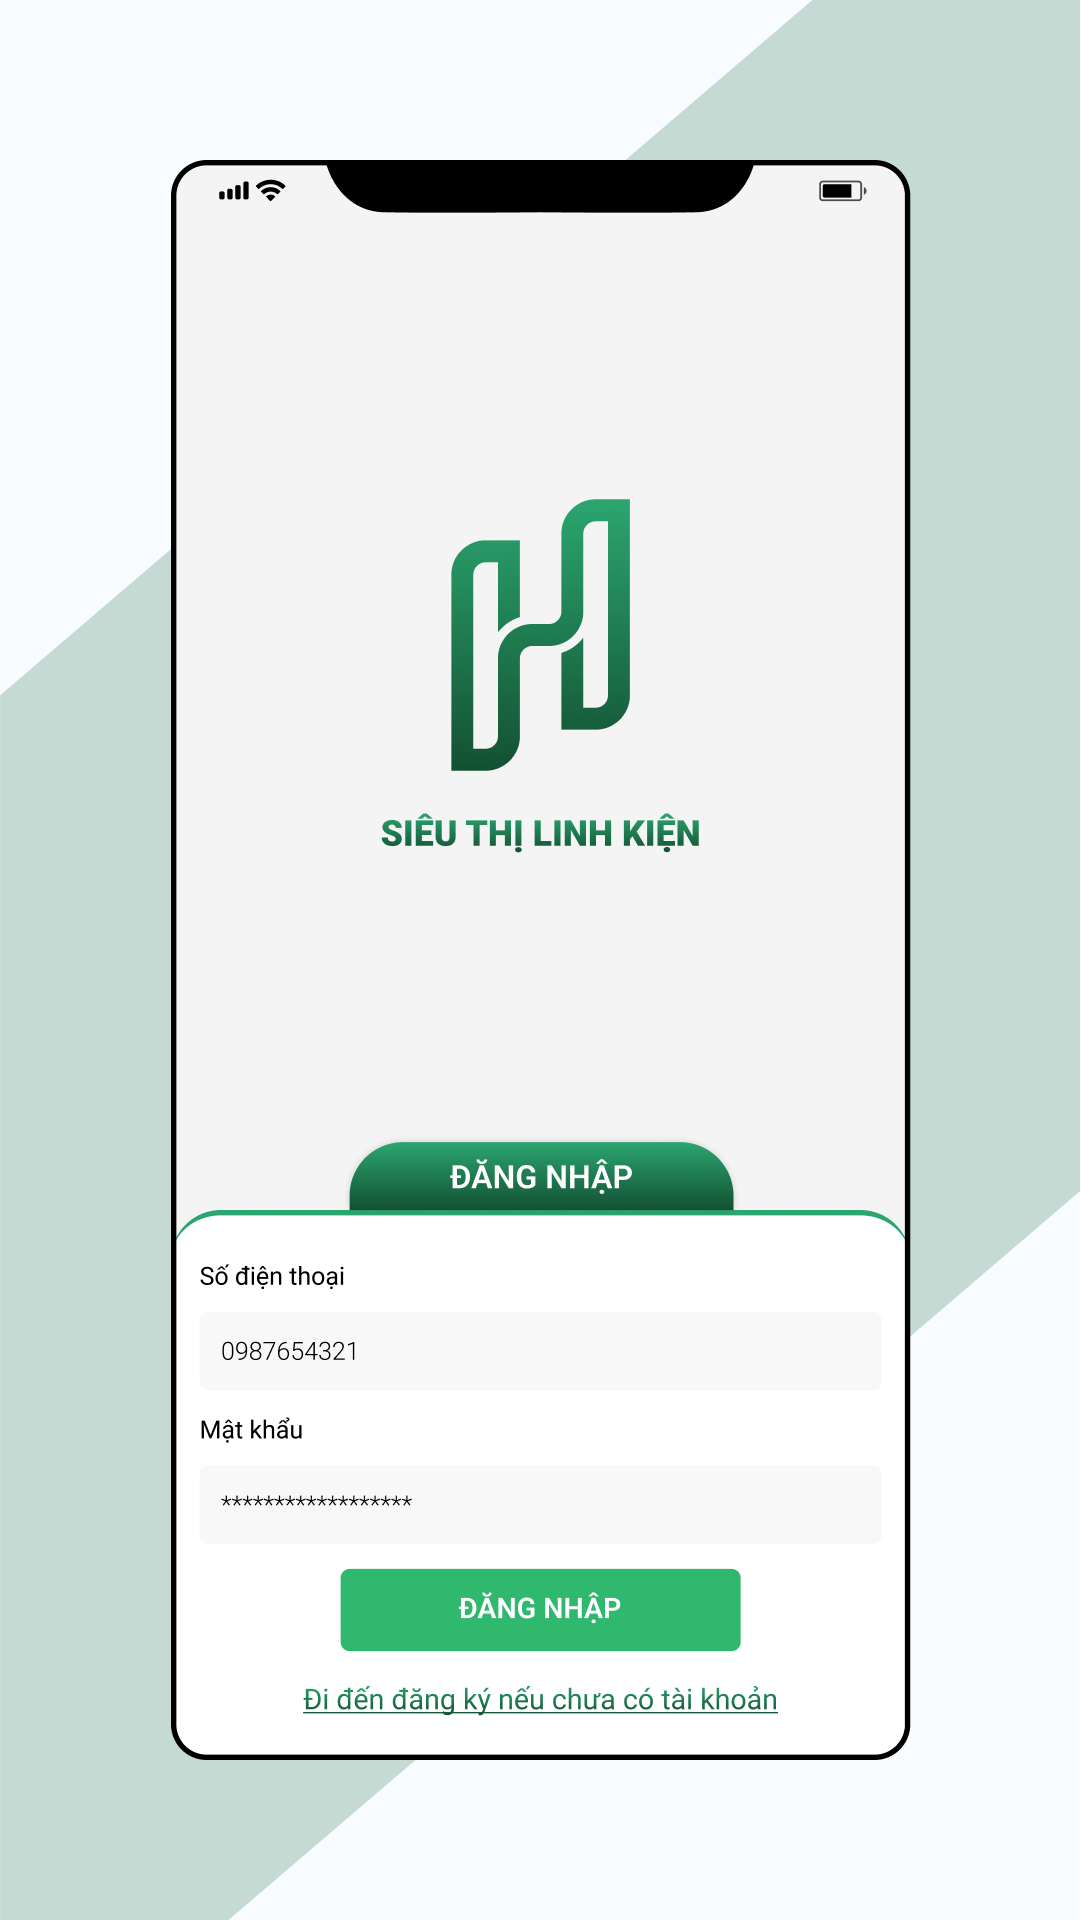 SIÊU THỊ LINH KIỆN
ĐĂNG NHẬP
Số điện thoại
0987654321
Mật khẩu
******************
ĐĂNG NHẬP
Đi đến đăng ký nếu chưa có tài khoản